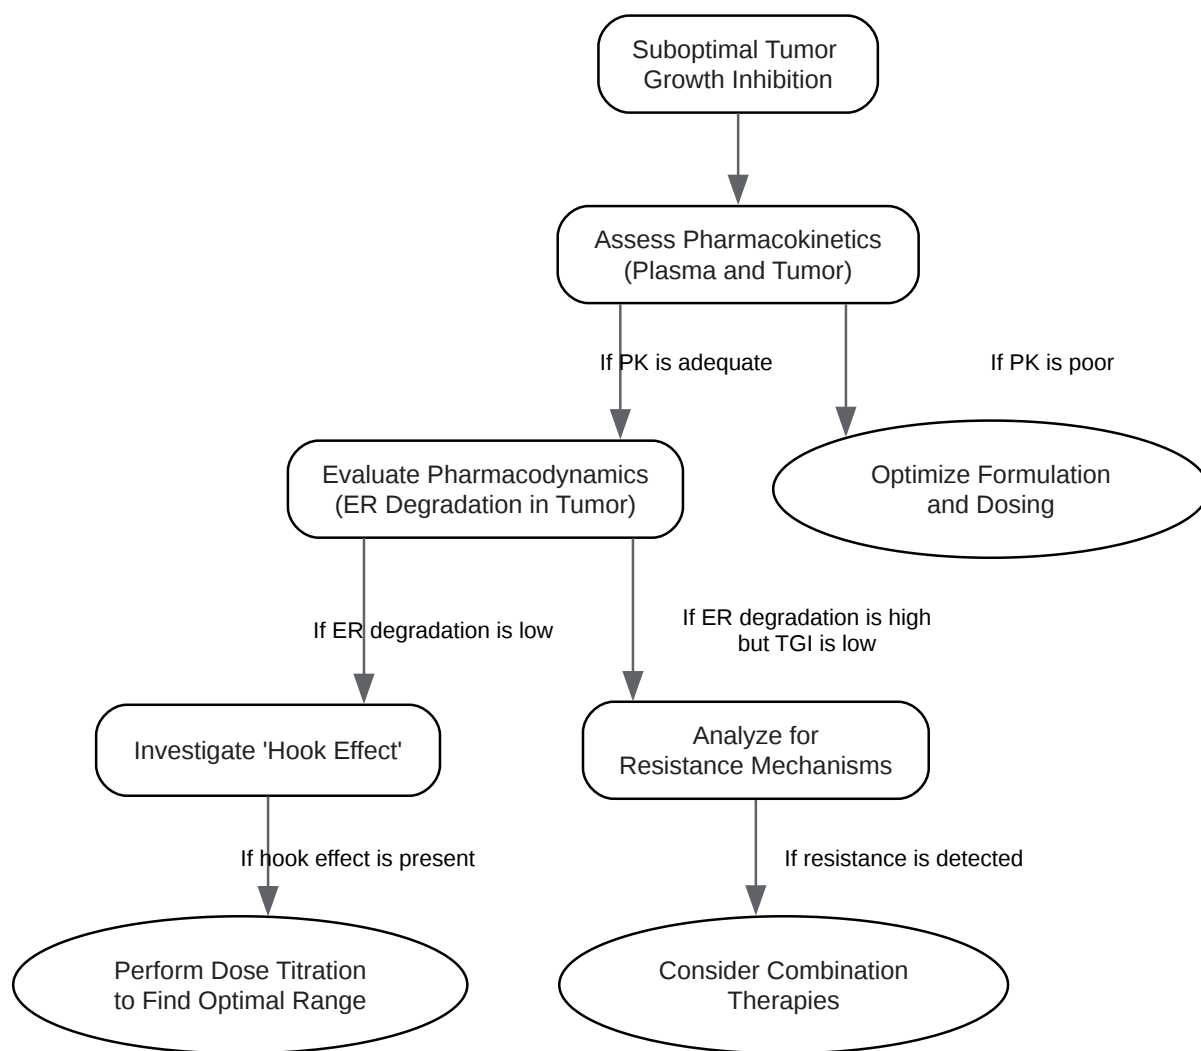 Suboptimal Tumor
Growth Inhibition
Assess Pharmacokinetics
(Plasma and Tumor)
If PK is adequate
If PK is poor
Evaluate Pharmacodynamics
(ER Degradation in Tumor)
Optimize Formulation
and Dosing
If ER degradation is low
If ER degradation is high
but TGI is low
Investigate 'Hook Effect'
Analyze for
Resistance Mechanisms
If hook effect is present
If resistance is detected
Perform Dose Titration
to Find Optimal Range
Consider Combination
Therapies